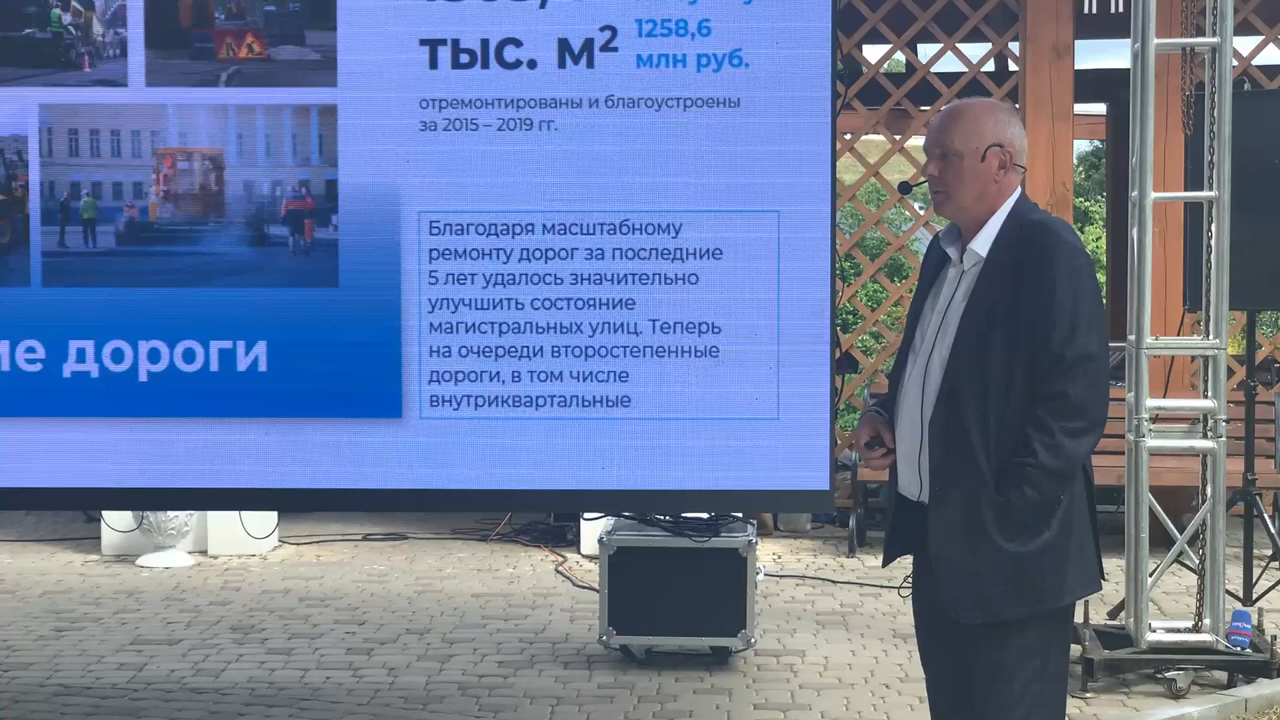 тыс. м²
1258,6
млн руб.
отремонтированы и благоустроены
за 2015 – 2019 гг.
Благодаря масштабному
ремонту дорог за последние
5 лет удалось значительно
улучшить состояние
магистральных улиц. Теперь
на очереди второстепенные
дороги, в том числе
внутриквартальные
ие дороги